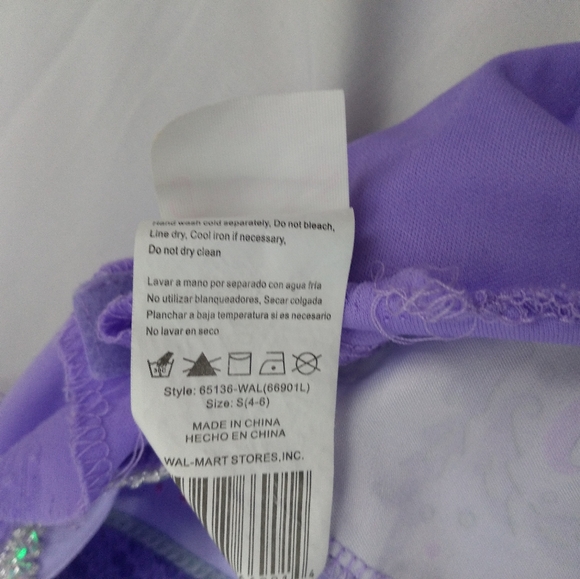 Hand wash cold separately, Do not bleach,
Line dry, Cool iron if necessary,
Do not dry clean
Lavar a mano por separado con agua fría
No utilizar blanqueadores, Secar colgada
Planchar a baja temperatura si es necesario
No lavar en seco
Style: 65136-WAL(66901L)
Size: S(4-6)
MADE IN CHINA
HECHO EN CHINA
WAL-MART STORES,INC.